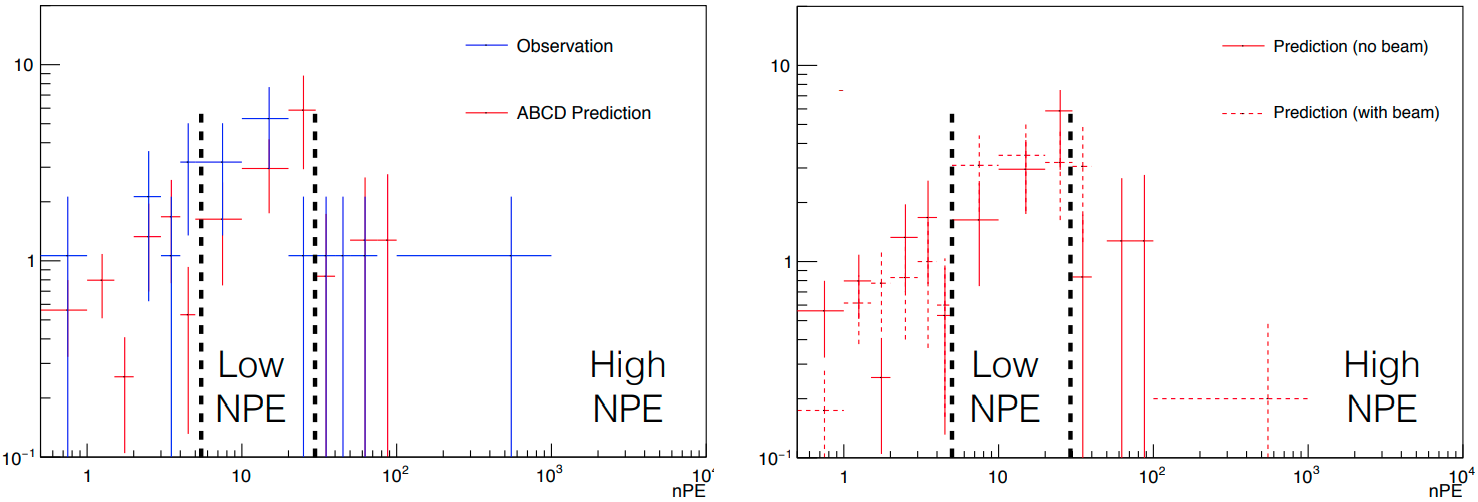 Observation
ABCD Prediction
Low
NPE
High
NPE
10
1
10⁻¹
1
10
10²
10³
nPE
Prediction (no beam)
Prediction (with beam)
Low
NPE
High
NPE
10
1
10⁻¹
1
10
10²
10³
10⁴
nPE